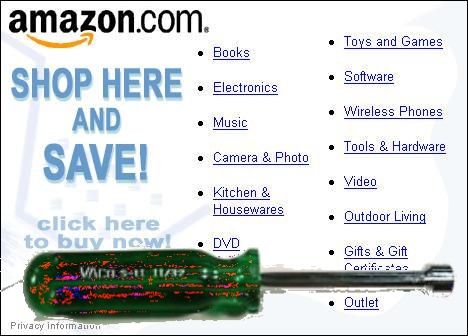 amazon.com®
SHOP HERE
AND
SAVE!
click here
to buy now!
Books
Electronics
Music
Camera & Photo
Kitchen &
Housewares
DVD
Toys and Games
Software
Wireless Phones
Tools & Hardware
Video
Outdoor Living
Gifts & Gift
Certificates
Outlet
Privacy Information